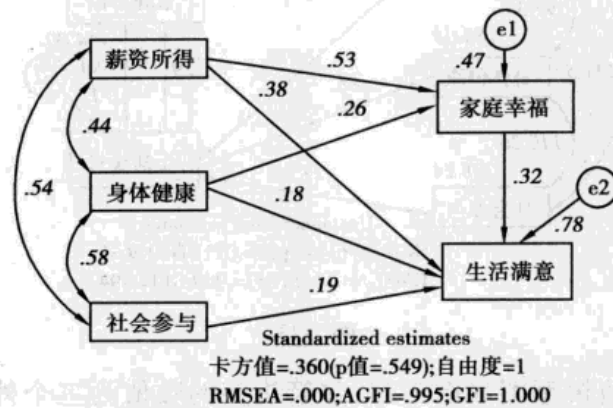 e1
薪资所得
.53
.47
.38
家庭幸福
.26
.44
e2
.32
.54
身体健康
.18
.78
.58
生活满意
.19
社会参与
Standardized estimates
卡方值=.360(p值=.549);自由度=1
RMSEA=.000;AGFI=.995;GFI=1.000